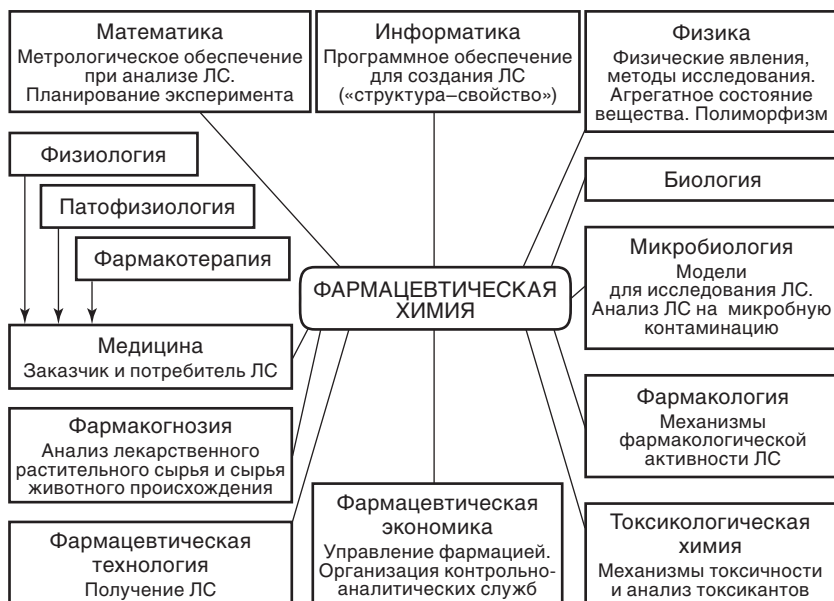 Математика
Метрологическое обеспечение
при анализе ЛС.
Планирование эксперимента
Информатика
Программное обеспечение
для создания ЛС
(«структура–свойство»)
Физика
Физические явления,
методы исследования.
Агрегатное состояние
вещества. Полиморфизм
Физиология
Патофизиология
Фармакотерапия
Биология
Микробиология
Модели
для исследования ЛС.
Анализ ЛС на микробную
контаминацию
ФАРМАЦЕВТИЧЕСКАЯ
ХИМИЯ
Медицина
Заказчик и потребитель ЛС
Фармакология
Механизмы
фармакологической
активности ЛС
Фармакогнозия
Анализ лекарственного
растительного сырья и сырья
животного происхождения
Фармацевтическая
технология
Получение ЛС
Фармацевтическая
экономика
Управление фармацией.
Организация контрольно-
аналитических служб
Токсикологическая
химия
Механизмы токсичности
и анализ токсикантов